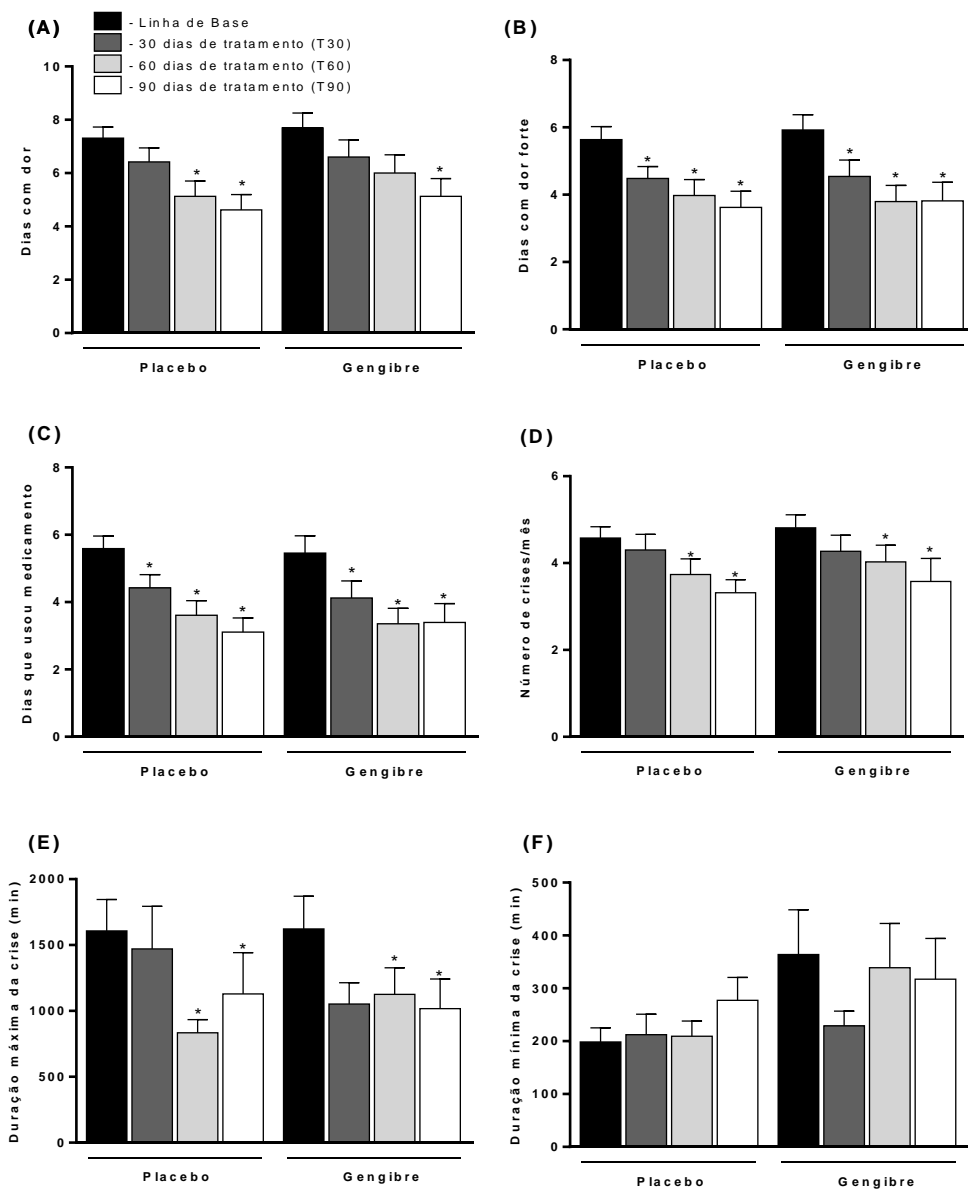 (A)
- Linha de Base
- 30 dias de tratamento (T30)
- 60 dias de tratamento (T60)
- 90 dias de tratamento (T90)
Dias com dor
10
8
6
4
2
0
* * *
Placebo Gengibre
(B)
Dias com dor forte
8
6
4
2
0
* * * * * *
Placebo Gengibre
(C)
Dias que usou medicamento
8
6
4
2
0
* * * * * *
Placebo Gengibre
(D)
Número de crises/mês
6
4
2
0
* * * *
Placebo Gengibre
(E)
Duração máxima da crise (min)
2000
1500
1000
500
0
* * * *
Placebo Gengibre
(F)
Duração mínima da crise (min)
500
400
300
200
100
0
Placebo Gengibre